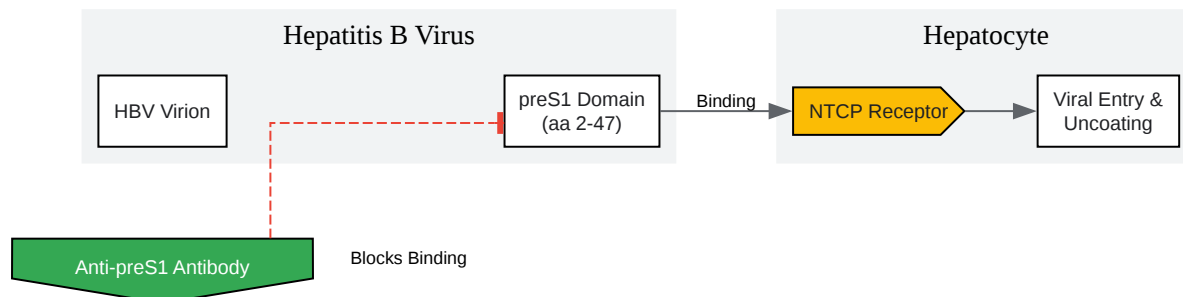 Hepatitis B Virus
Hepatocyte
HBV Virion
preS1 Domain
(aa 2-47)
Binding
NTCP Receptor
Viral Entry &
Uncoating
Anti-preS1 Antibody
Blocks Binding